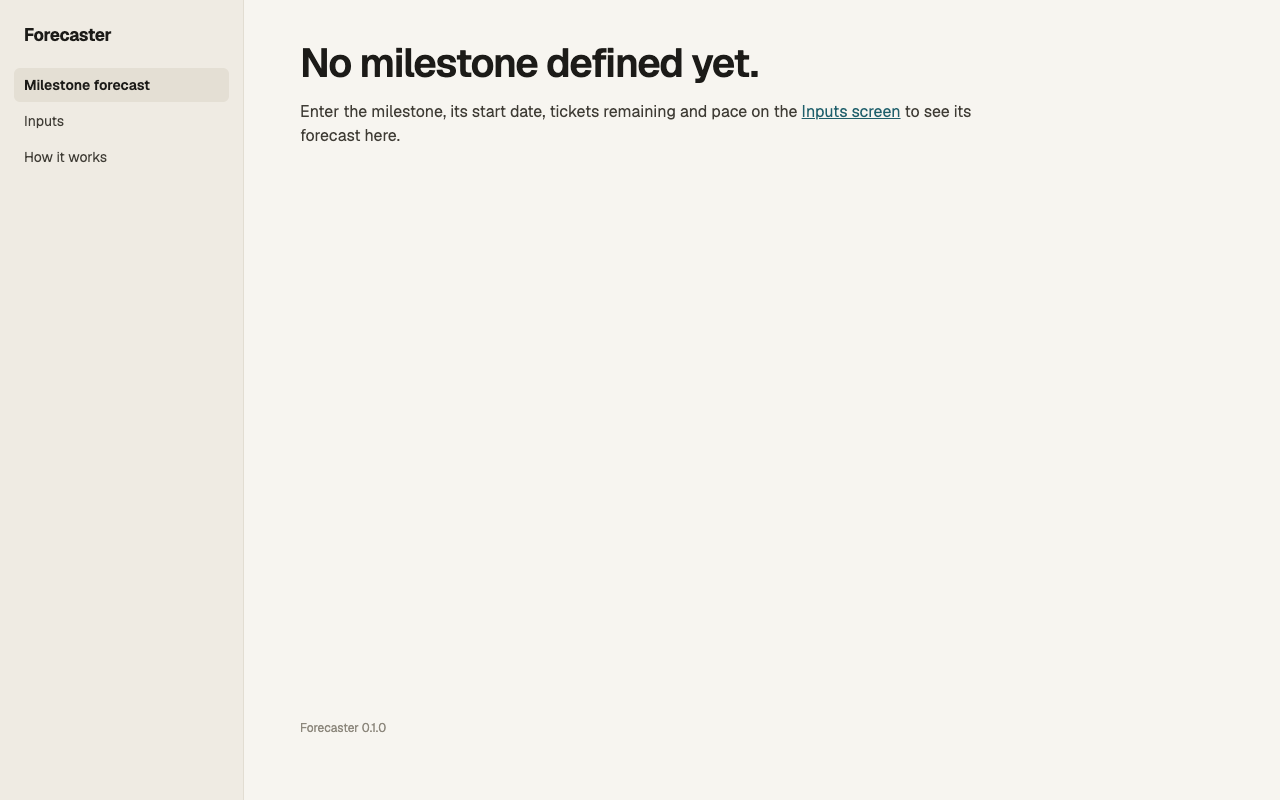 Forecaster
Milestone forecast
Inputs
How it works
No milestone defined yet.
Enter the milestone, its start date, tickets remaining and pace on the Inputs screen to see its
forecast here.
Forecaster 0.1.0